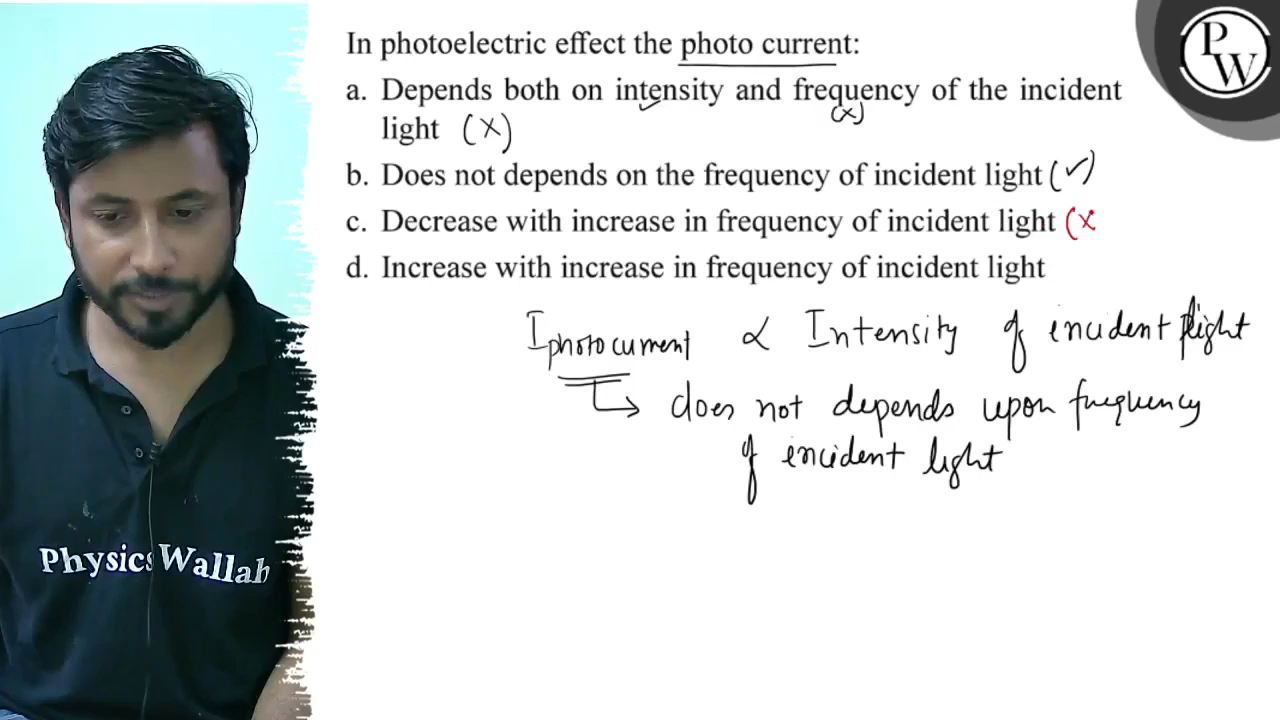 In photoelectric effect the photo current:
a. Depends both on intensity and frequency of the incident
(x)
light (x)
b. Does not depends on the frequency of incident light (✓)
c. Decrease with increase in frequency of incident light (x
d. Increase with increase in frequency of incident light
I photocurrent ∝ Intensity of incident light
does not depends upon frequency
of incident light
Physics Wallah
PW